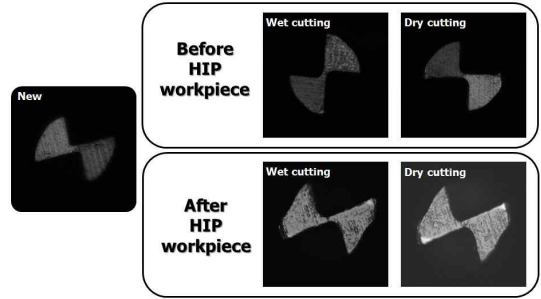 New
Before
HIP
workpiece
Wet cutting
Dry cutting
After
HIP
workpiece
Wet cutting
Dry cutting